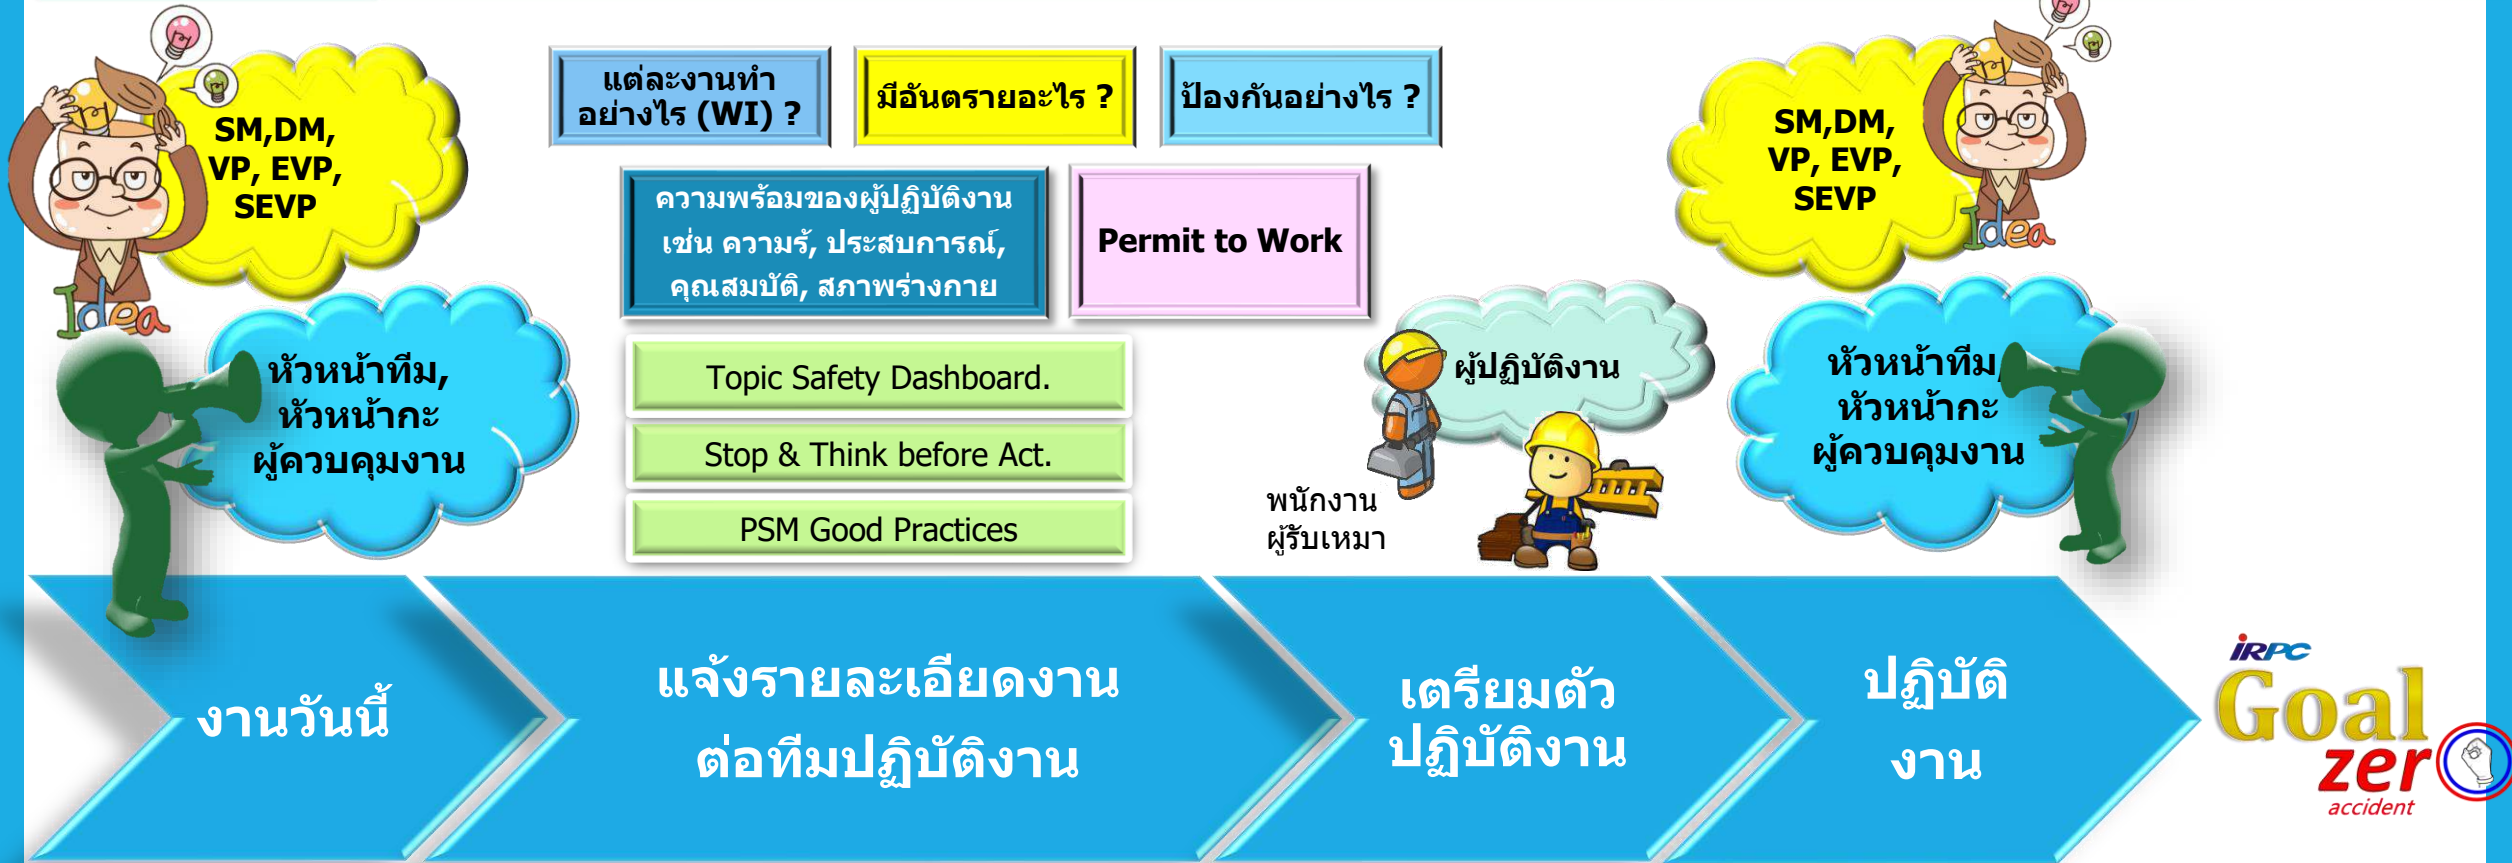 SM,DM,
VP, EVP,
SEVP
Idea
หัวหน้าทีม,
หัวหน้ากะ
ผู้ควบคุมงาน
แต่ละงานทำ
อย่างไร (WI) ?
มีอันตรายอะไร ?
ป้องกันอย่างไร ?
ความพร้อมของผู้ปฏิบัติงาน
เช่น ความรู้, ประสบการณ์,
คุณสมบัติ, สภาพร่างกาย
Permit to Work
Topic Safety Dashboard.
Stop & Think before Act.
PSM Good Practices
ผู้ปฏิบัติงาน
พนักงาน
ผู้รับเหมา
SM,DM,
VP, EVP,
SEVP
Idea
หัวหน้าทีม,
หัวหน้ากะ
ผู้ควบคุมงาน
งานวันนี้
แจ้งรายละเอียดงาน
ต่อทีมปฏิบัติงาน
เตรียมตัว
ปฏิบัติงาน
ปฏิบัติ
งาน
IRPC
Goal
zero
accident